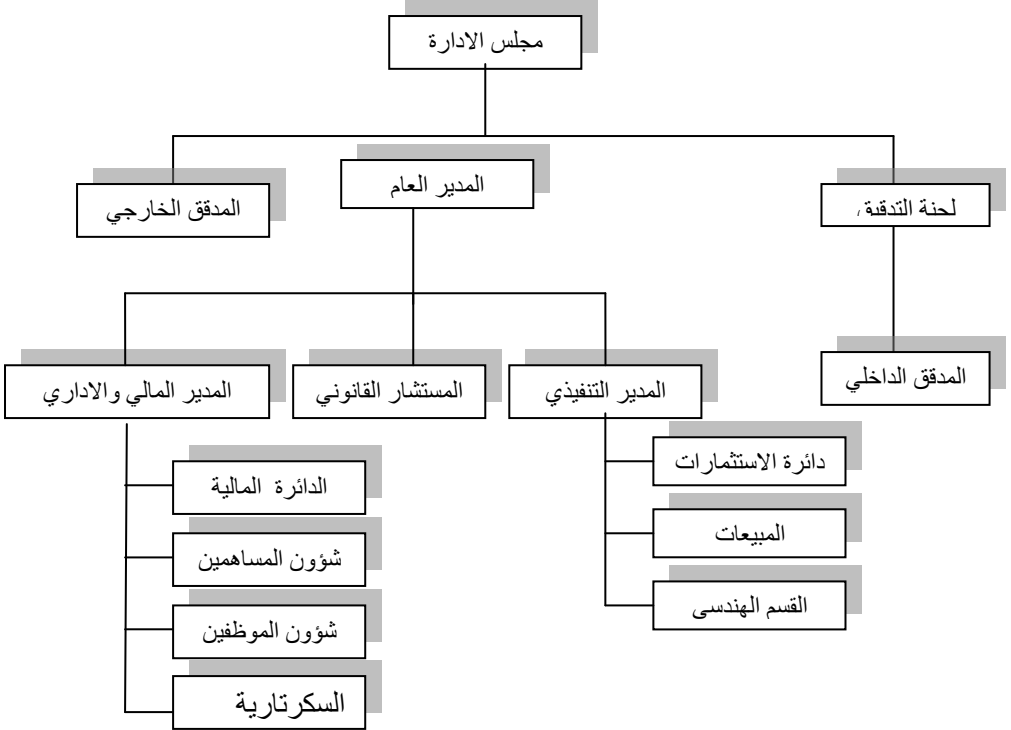 مجلس الادارة
لجنة التدقيق
المدير العام
المدقق الخارجي
المدقق الداخلي
المدير التنفيذي
المستشار القانوني
المدير المالي والاداري
دائرة الاستثمارات
المبيعات
القسم الهندسى
الدائرة المالية
شؤون المساهمين
شؤون الموظفين
السكرتارية